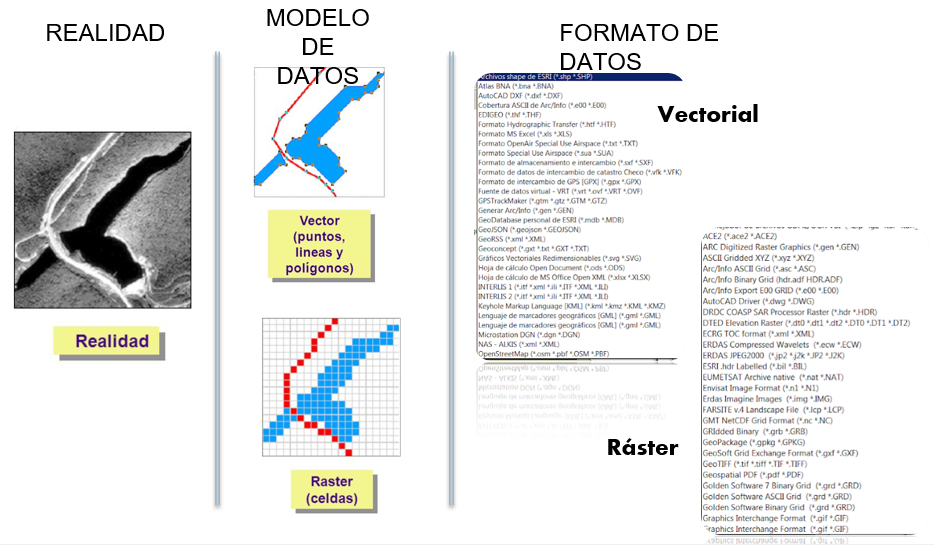 REALIDAD
MODELO
DE
DATOS
FORMATO DE
DATOS
Realidad
Vector
(puntos,
líneas y
polígonos)
Raster
(celdas)
Vectorial
Archivos shape de ESRI (*.shp *.SHP)
Atlas BNA (*.bna *.BNA)
AutoCAD DXF (*.dxf *.DXF)
Cobertura ASCII de Arc/Info (*.e00 *.E00)
EDIGEO (*.thf *.THF)
Formato Hydrographic Transfer (*.htf *.HTF)
Formato MS Excel (*.xls *.XLS)
Formato OpenAir Special Use Airspace (*.txt *.TXT)
Formato Special Use Airspace (*.sua *.SUA)
Formato de almacenamiento e intercambio (*.sxf *.SXF)
Formato de datos de intercambio de catastro Checo (*.vfk *.VFK)
Formato de intercambio de GPS [GPX] (*.gpx *.GPX)
Fuente de datos virtual - VRT (*.vrt *.ovf *.VRT *.OVF)
GPSTrackMaker (*.gtm *.gtz *.GTM *.GTZ)
Generar Arc/Info (*.gen *.GEN)
GeoDatabase personal de ESRI (*.mdb *.MDB)
GeoJSON (*.geojson *.GEOJSON)
GeoRSS (*.xml *.XML)
Geoconcept (*.gxt *.txt *.GXT *.TXT)
Gráficos Vectoriales Redimensionables (*.svg *.SVG)
Hoja de cálculo Open Document (*.ods *.ODS)
Hoja de cálculo de MS Office Open XML (*.xlsx *.XLSX)
INTERLIS 1 (*.itf *.xml *.ili *.ITF *.XML *.ILI)
INTERLIS 2 (*.itf *.xml *.ili *.ITF *.XML *.ILI)
Keyhole Markup Language [KML] (*.kml *.kmz *.KML *.KMZ)
Lenguaje de marcadores geográficos [GML] (*.gml *.GML)
Lenguaje de marcadores geográficos [GML] (*.gml *.GML)
Microstation DGN (*.dgn *.DGN)
NAS - ALKIS (*.xml *.XML)
OpenStreetMap (*.osm *.pbf *.OSM *.PBF)
Ráster
ACE2 (*.ace2 *.ACE2)
ARC Digitized Raster Graphics (*.gen *.GEN)
ASCII Gridded XYZ (*.xyz *.XYZ)
Arc/Info ASCII Grid (*.asc *.ASC)
Arc/Info Binary Grid (hdr.adf HDR.ADF)
Arc/Info Export E00 GRID (*.e00 *.E00)
AutoCAD Driver (*.dwg *.DWG)
DRDC COASP SAR Processor Raster (*.hdr *.HDR)
DTED Elevation Raster (*.dt0 *.dt1 *.dt2 *.DT0 *.DT1 *.DT2)
ECRG TOC format (*.xml *.XML)
ERDAS Compressed Wavelets (*.ecw *.ECW)
ERDAS JPEG2000 (*.jp2 *.j2k *.JP2 *.J2K)
ESRI .hdr Labelled (*.bil *.BIL)
EUMETSAT Archive native (*.nat *.NAT)
Envisat Image Format (*.n1 *.N1)
Erdas Imagine Images (*.img *.IMG)
FARSITE v.4 Landscape File (*.lcp *.LCP)
GMT NetCDF Grid Format (*.nc *.NC)
GRIdded Binary (*.grb *.GRB)
GeoPackage (*.gpkg *.GPKG)
GeoSoft Grid Exchange Format (*.gxf *.GXF)
GeoTIFF (*.tif *.tiff *.TIF *.TIFF)
Geospatial PDF (*.pdf *.PDF)
Golden Software 7 Binary Grid (*.grd *.GRD)
Golden Software ASCII Grid (*.grd *.GRD)
Golden Software Binary Grid (*.grd *.GRD)
Graphics Interchange Format (*.gif *.GIF)
Graphics Interchange Format (*.gif *.GIF)